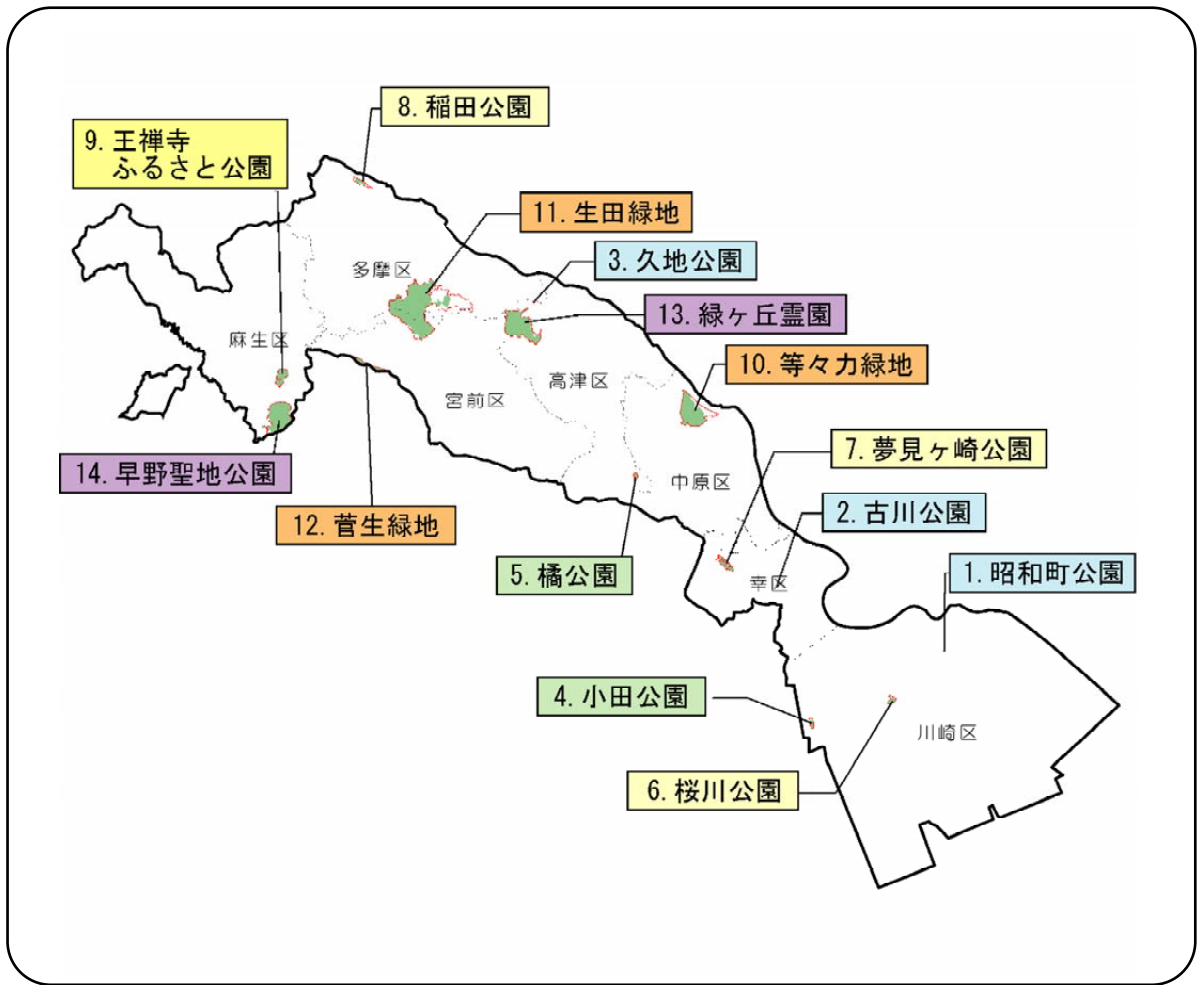 8. 稲田公園
9. 王禅寺
ふるさと公園
11. 生田緑地
3. 久地公園
多摩区
13. 緑ヶ丘霊園
麻生区
10. 等々力緑地
高津区
宮前区
7. 夢見ヶ崎公園
14. 早野聖地公園
中原区
2. 古川公園
12. 菅生緑地
5. 橘公園
1. 昭和町公園
幸区
4. 小田公園
川崎区
6. 桜川公園